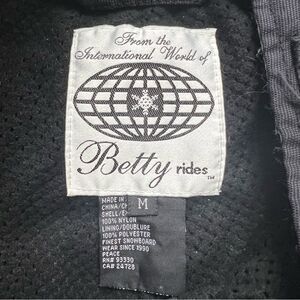 From the
International World of
Betty rides
TM
M
MADE IN
CHINA/CH
SHELL/E
100% NYLON
LINING/DOUBLURE
100% POLYESTER
FINEST SNOWBOARD
WEAR SINCE 1990
PEACE
RN# 93330
CA# 24728